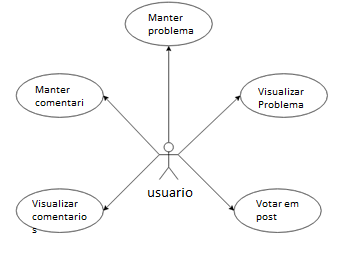 Manter
problema
Manter
comentari
Visualizar
Problema
usuario
Visualizar
comentario
s
Votar em
post